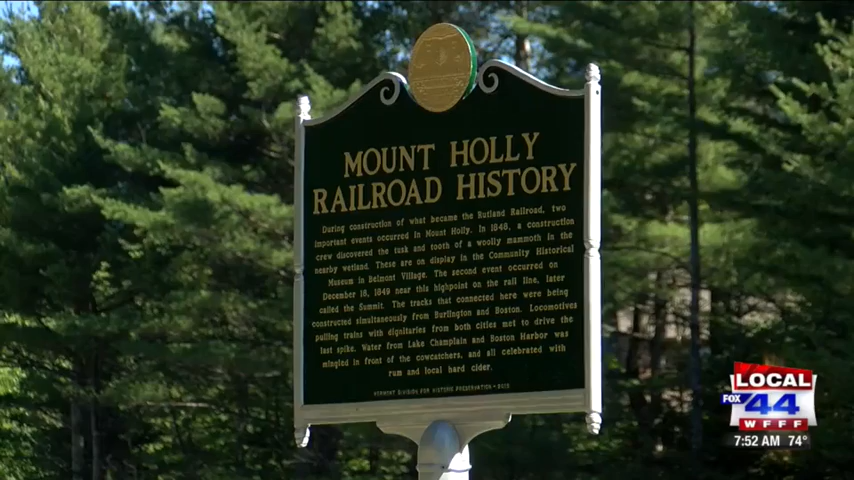 MOUNT HOLLY
RAILROAD HISTORY
During construction of what became the Rutland Railroad, two
important events occurred in Mount Holly. In 1848, a construction
crew discovered the tusk and tooth of a woolly mammoth in the
nearby wetland. These are on display in the Community Historical
Museum in Belmont Village. The second event occurred on
December 18, 1849 near this highpoint on the rail line, later
called the Summit. The tracks that connected here were being
constructed simultaneously from Burlington and Boston. Locomotives
pulling trains with dignitaries from both cities met to drive the
last spike. Water from Lake Champlain and Boston Harbor was
mingled in front of the cowcatchers, and all celebrated with
rum and local hard cider.
VERMONT DIVISION FOR HISTORIC PRESERVATION -
LOCAL
FOX 44
WFFF
7:52 AM 74°